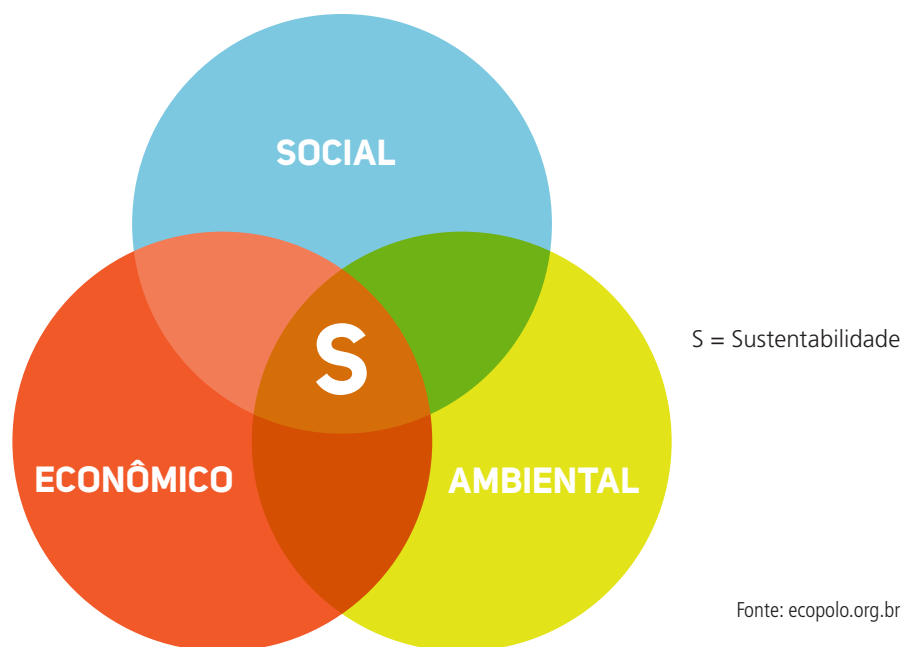 SOCIAL
S
S = Sustentabilidade
ECONÔMICO
AMBIENTAL
Fonte: ecopolo.org.br